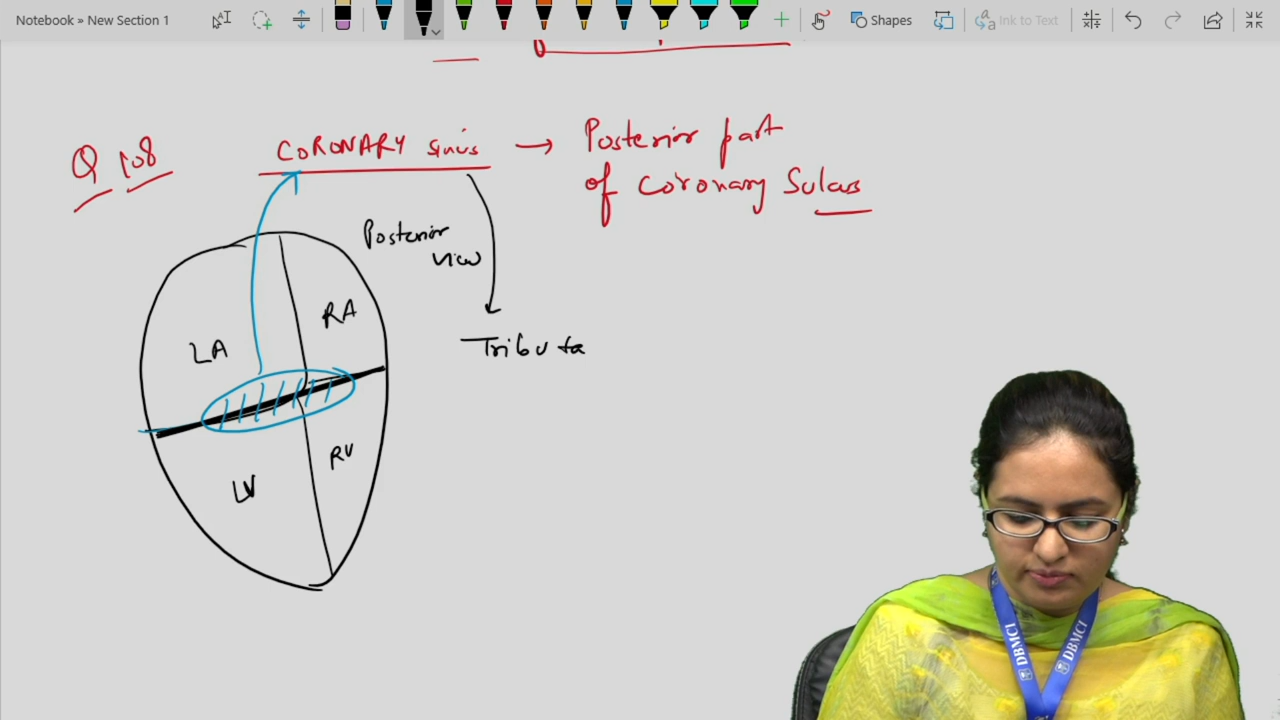 Notebook » New Section 1
Shapes
Ink to Text
Q 108
CORONARY sinus → Posterior part
of coronary Sulcus
Posterior
view
RA
LA
Tributa
RV
LV
DBMCI
DBMCI